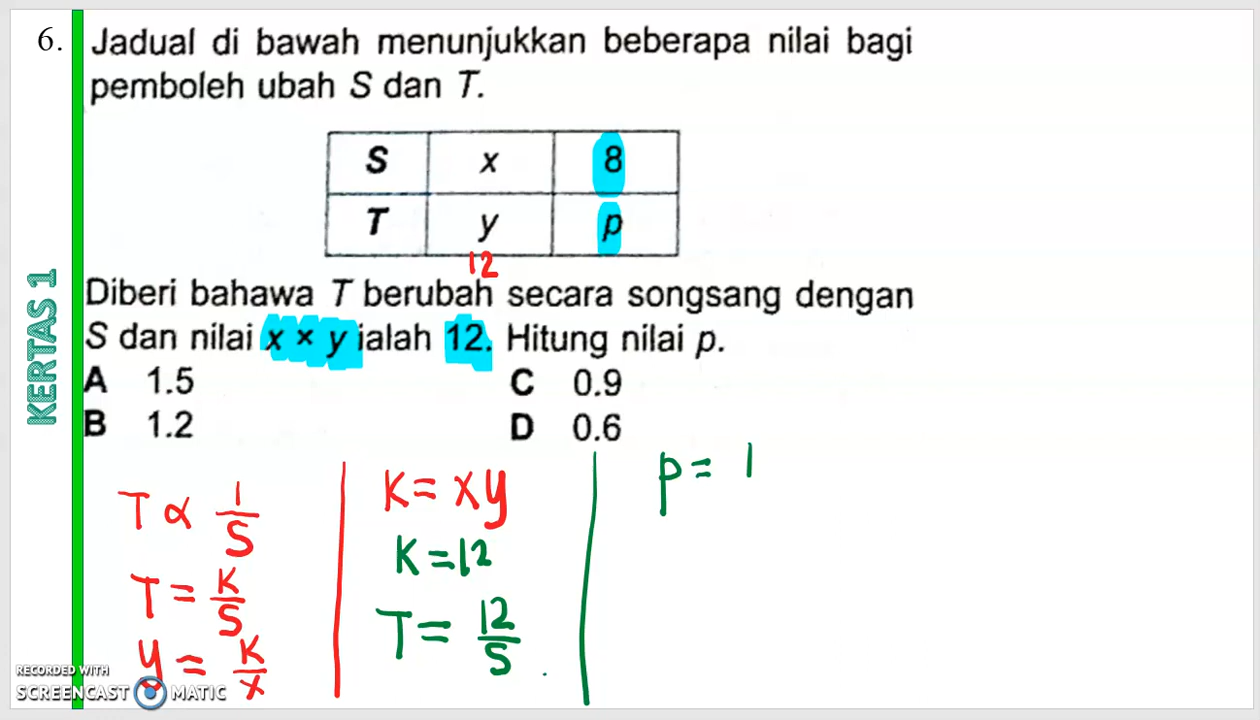 6. Jadual di bawah menunjukkan beberapa nilai bagi
pemboleh ubah S dan T.
S x 8
T y p
12
Diberi bahawa T berubah secara songsang dengan
S dan nilai x × y ialah 12. Hitung nilai p.
A 1.5 C 0.9
B 1.2 D 0.6
KERTAS 1
T ∝ 1/S
T = K/S
y = K/x
K = xy
K = 12
T = 12/S
p = 1
RECORDED WITH
SCREENCAST MATIC